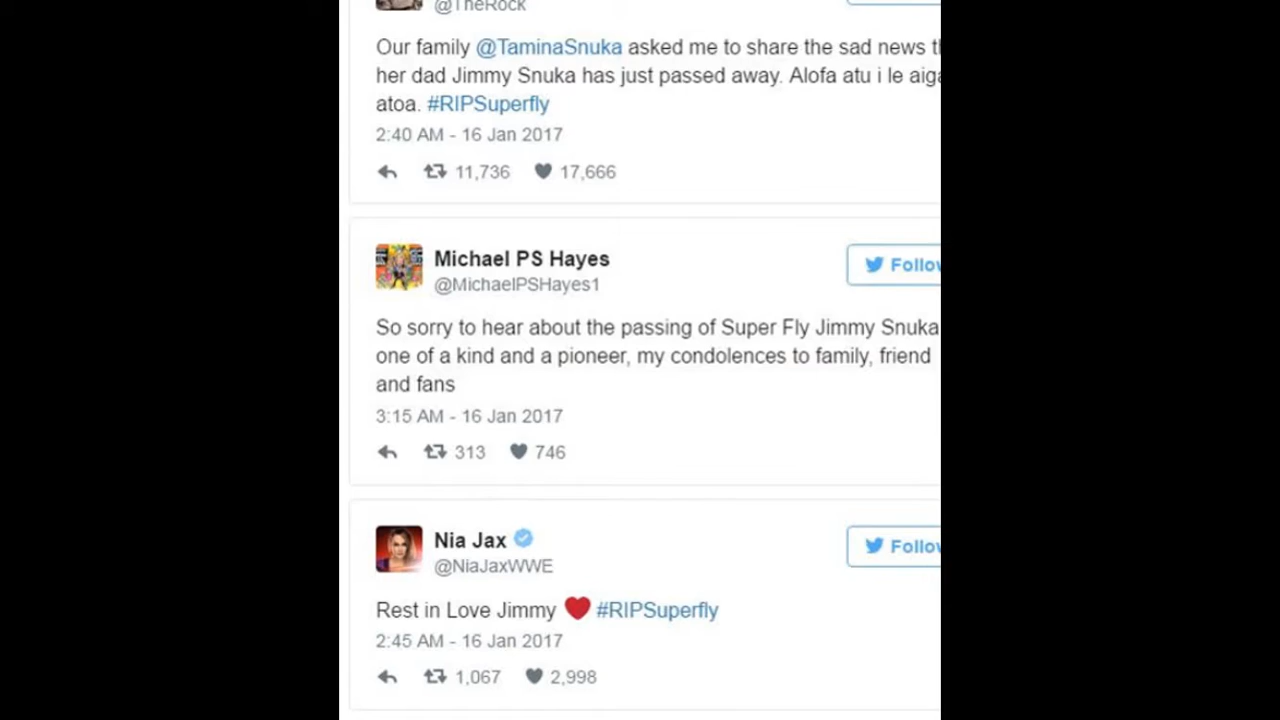 @TheRock
Our family @TaminaSnuka asked me to share the sad news
her dad Jimmy Snuka has just passed away. Alofa atu i le
atoa. #RIPSuperfly
2:40 AM - 16 Jan 2017
11,736 17,666
Michael PS Hayes
@MichaelPSHayes1
Follow
So sorry to hear about the passing of Super Fly Jimmy Snuka
one of a kind and a pioneer, my condolences to family, friend
and fans
3:15 AM - 16 Jan 2017
313 746
Nia Jax
@NiaJaxWWE
Follow
Rest in Love Jimmy ❤ #RIPSuperfly
2:45 AM - 16 Jan 2017
1,067 2,998